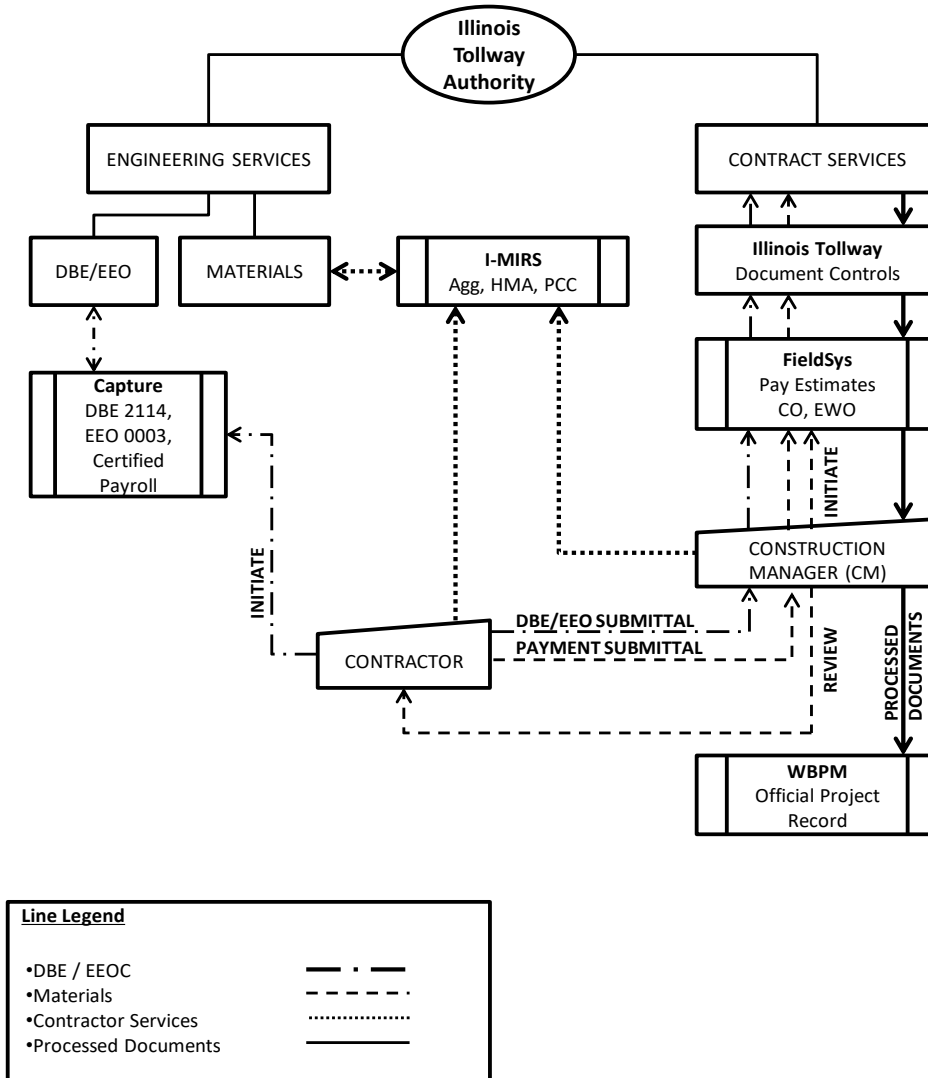 Illinois
Tollway
Authority
ENGINEERING SERVICES
CONTRACT SERVICES
DBE/EEO
MATERIALS
I-MIRS
Agg, HMA, PCC
Illinois Tollway
Document Controls
Capture
DBE 2114,
EEO 0003,
Certified
Payroll
FieldSys
Pay Estimates
CO, EWO
INITIATE
INITIATE
CONSTRUCTION
MANAGER (CM)
CONTRACTOR
DBE/EEO SUBMITTAL
PAYMENT SUBMITTAL
REVIEW
PROCESSED
DOCUMENTS
WBPM
Official Project
Record
Line Legend
•DBE / EEOC
•Materials
•Contractor Services
•Processed Documents